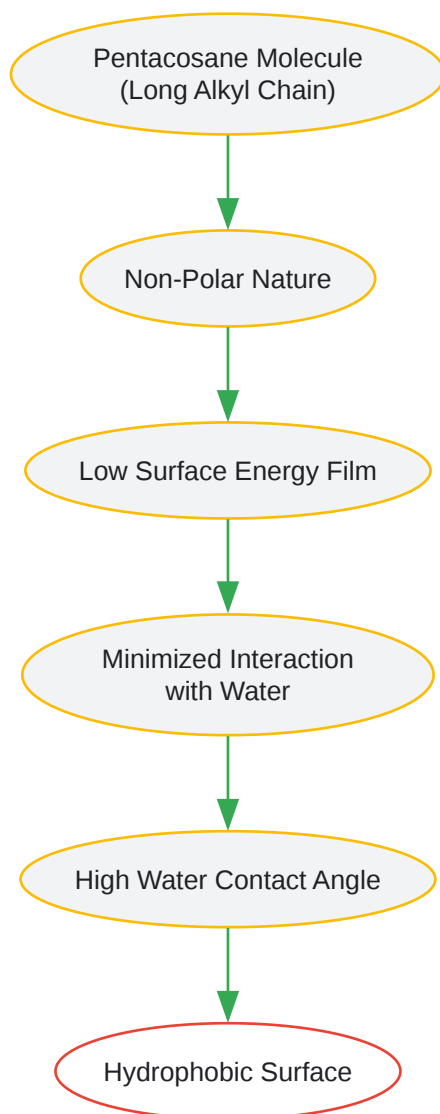 Pentacosane Molecule
(Long Alkyl Chain)
Non-Polar Nature
Low Surface Energy Film
Minimized Interaction
with Water
High Water Contact Angle
Hydrophobic Surface